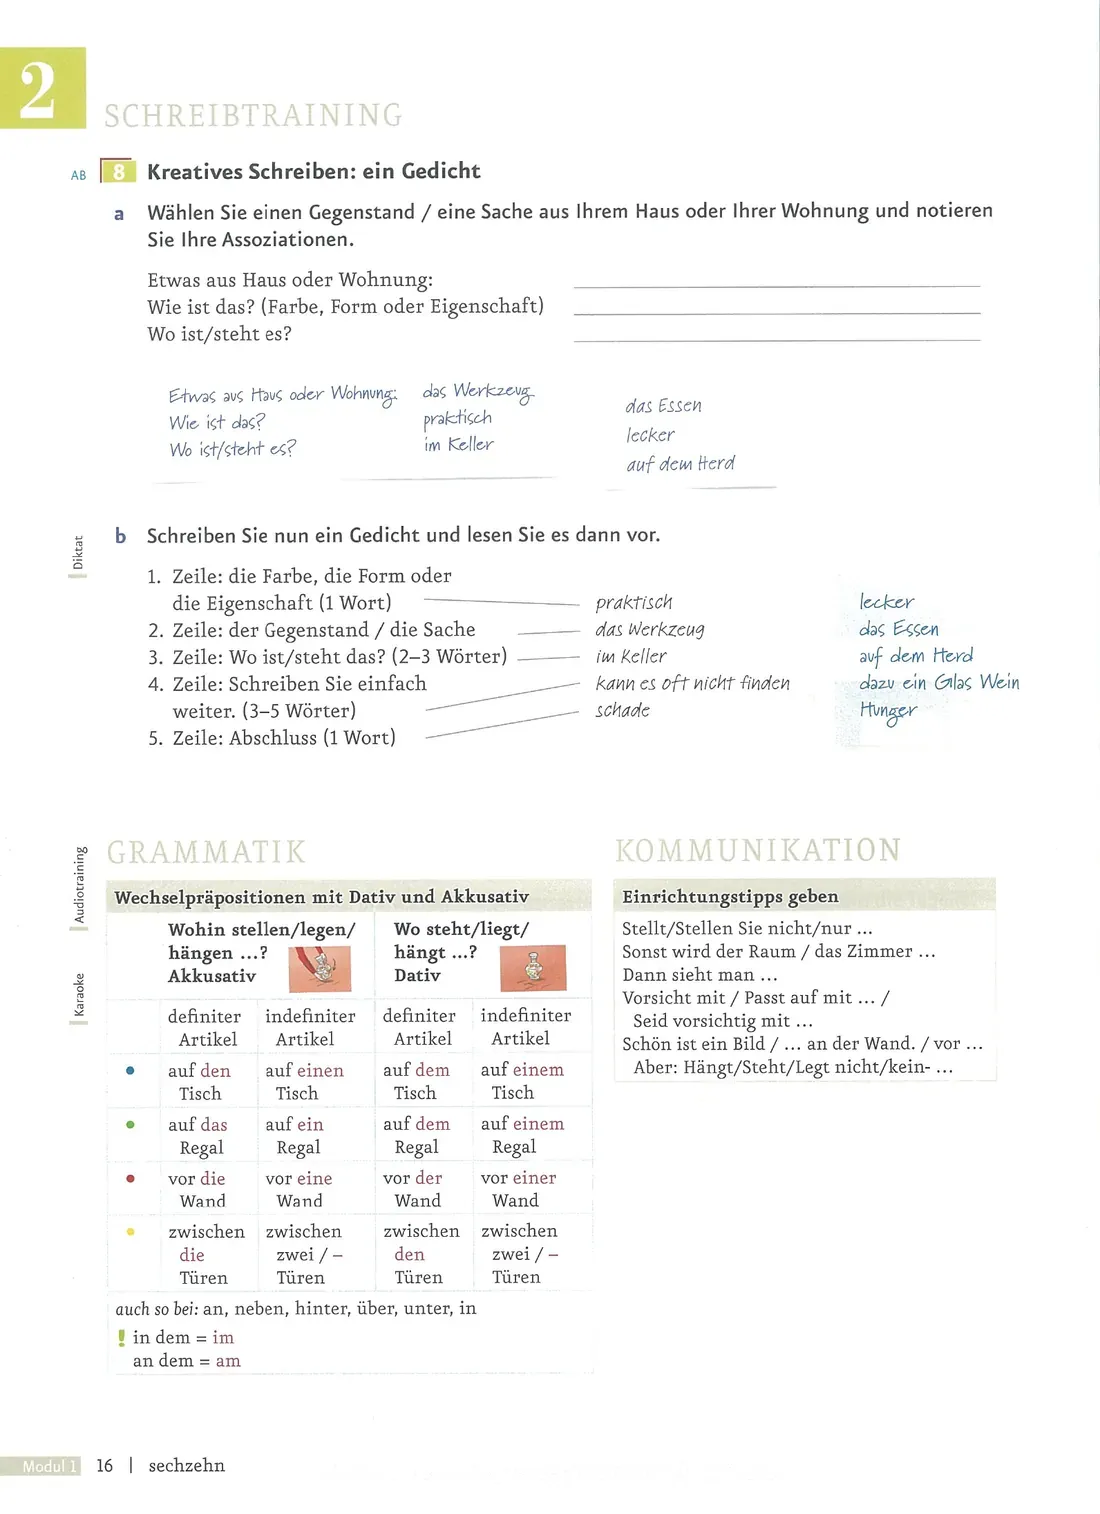 2
SCHREIBTRAINING
AB 8 Kreatives Schreiben: ein Gedicht
a Wählen Sie einen Gegenstand / eine Sache aus Ihrem Haus oder Ihrer Wohnung und notieren
Sie Ihre Assoziationen.
Etwas aus Haus oder Wohnung:
Wie ist das? (Farbe, Form oder Eigenschaft)
Wo ist/steht es?
Etwas aus Haus oder Wohnung: das Werkzeug
Wie ist das? praktisch
Wo ist/steht es? im Keller
das Essen
lecker
auf dem Herd
Diktat
b Schreiben Sie nun ein Gedicht und lesen Sie es dann vor.
1. Zeile: die Farbe, die Form oder
die Eigenschaft (1 Wort) praktisch lecker
2. Zeile: der Gegenstand / die Sache das Werkzeug das Essen
3. Zeile: Wo ist/steht das? (2–3 Wörter) im Keller auf dem Herd
4. Zeile: Schreiben Sie einfach kann es oft nicht finden dazu ein Glas Wein
weiter. (3–5 Wörter) schade Hunger
5. Zeile: Abschluss (1 Wort)
Audiotraining
Karaoke
GRAMMATIK
Wechselpräpositionen mit Dativ und Akkusativ
Wohin stellen/legen/ Wo steht/liegt/
hängen ...? hängt ...?
Akkusativ Dativ
definiter indefiniter definiter indefiniter
Artikel Artikel Artikel Artikel
auf den auf einen auf dem auf einem
Tisch Tisch Tisch Tisch
auf das auf ein auf dem auf einem
Regal Regal Regal Regal
vor die vor eine vor der vor einer
Wand Wand Wand Wand
zwischen zwischen zwischen zwischen
die zwei / – den zwei / –
Türen Türen Türen Türen
auch so bei: an, neben, hinter, über, unter, in
! in dem = im
an dem = am
KOMMUNIKATION
Einrichtungstipps geben
Stellt/Stellen Sie nicht/nur ...
Sonst wird der Raum / das Zimmer ...
Dann sieht man ...
Vorsicht mit / Passt auf mit ... /
Seid vorsichtig mit ...
Schön ist ein Bild / ... an der Wand. / vor ...
Aber: Hängt/Steht/Legt nicht/kein- ...
Modul 1 16 | sechzehn